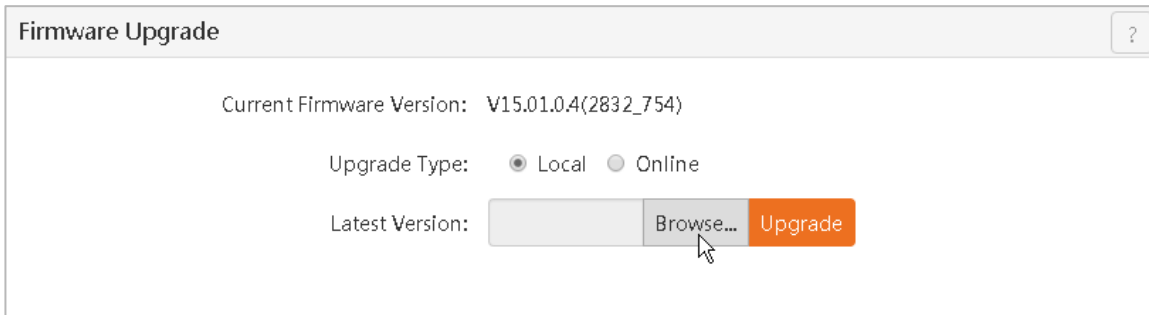 Firmware Upgrade ?
Current Firmware Version: V15.01.0.4(2832_754)
Upgrade Type: Local Online
Latest Version: Browse... Upgrade